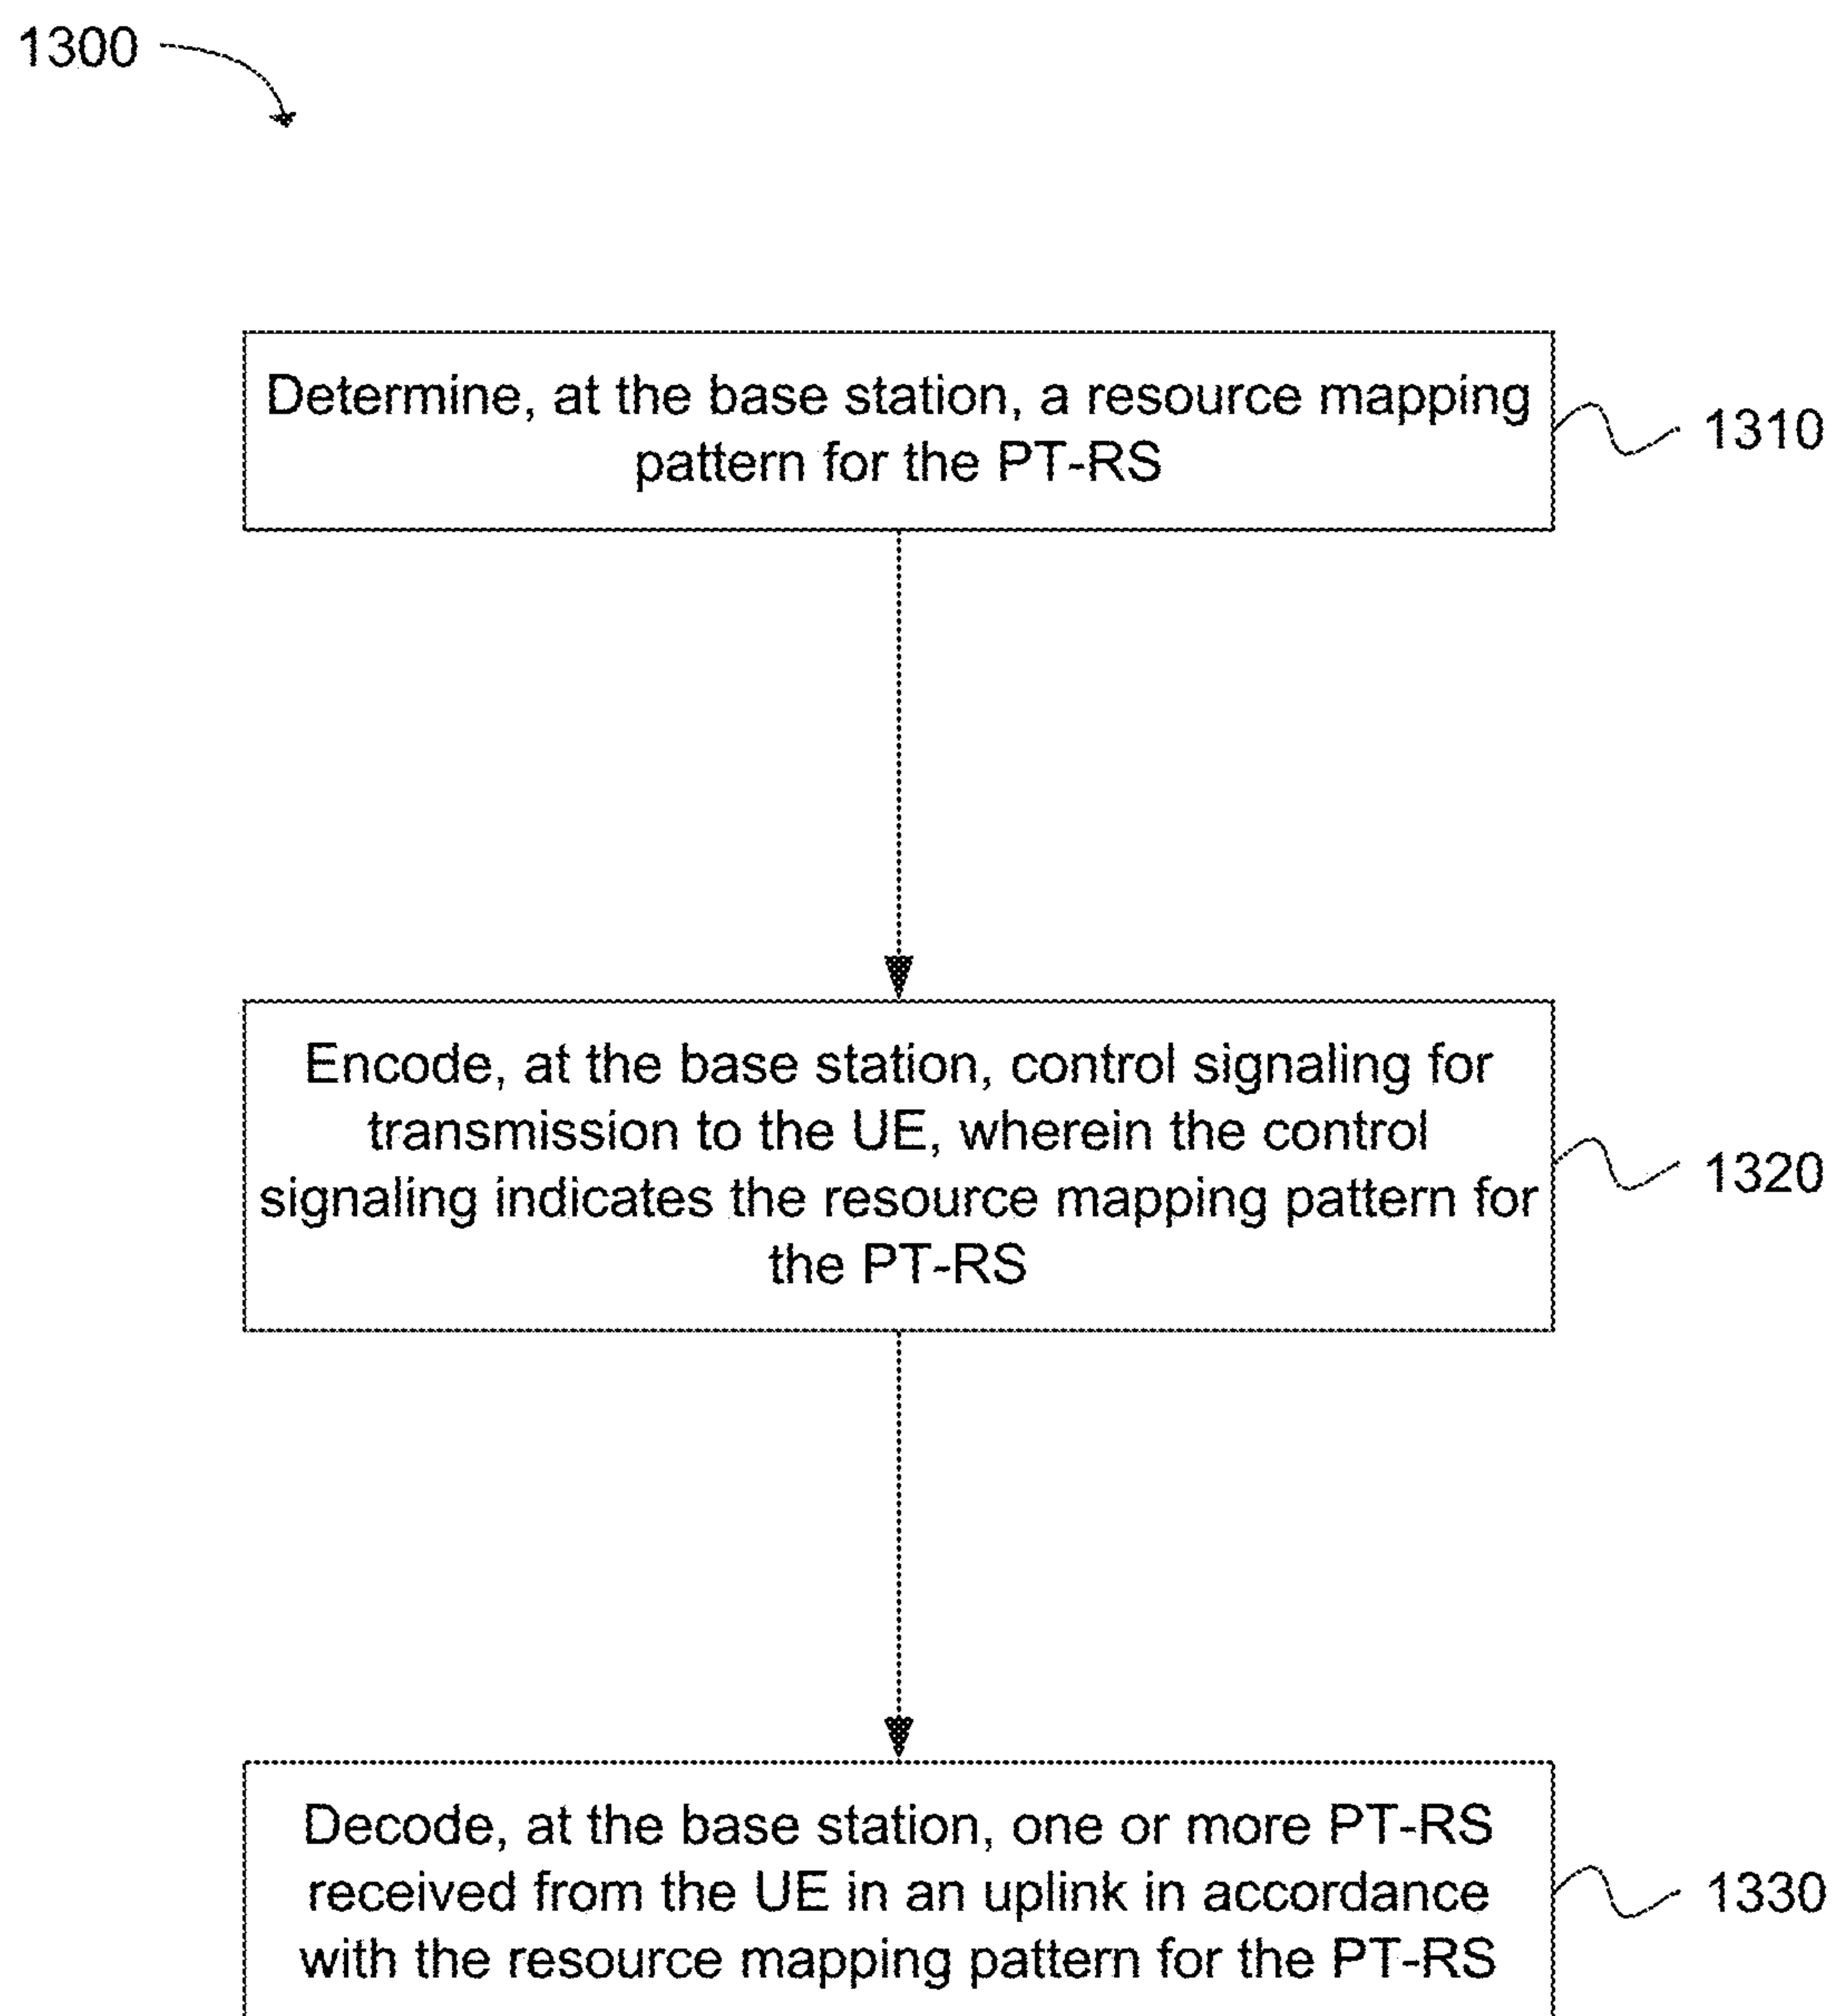 1300
Determine, at the base station, a resource mapping
pattern for the PT-RS
1310
Encode, at the base station, control signaling for
transmission to the UE, wherein the control
signaling indicates the resource mapping pattern for
the PT-RS
1320
Decode, at the base station, one or more PT-RS
received from the UE in an uplink in accordance
with the resource mapping pattern for the PT-RS
1330